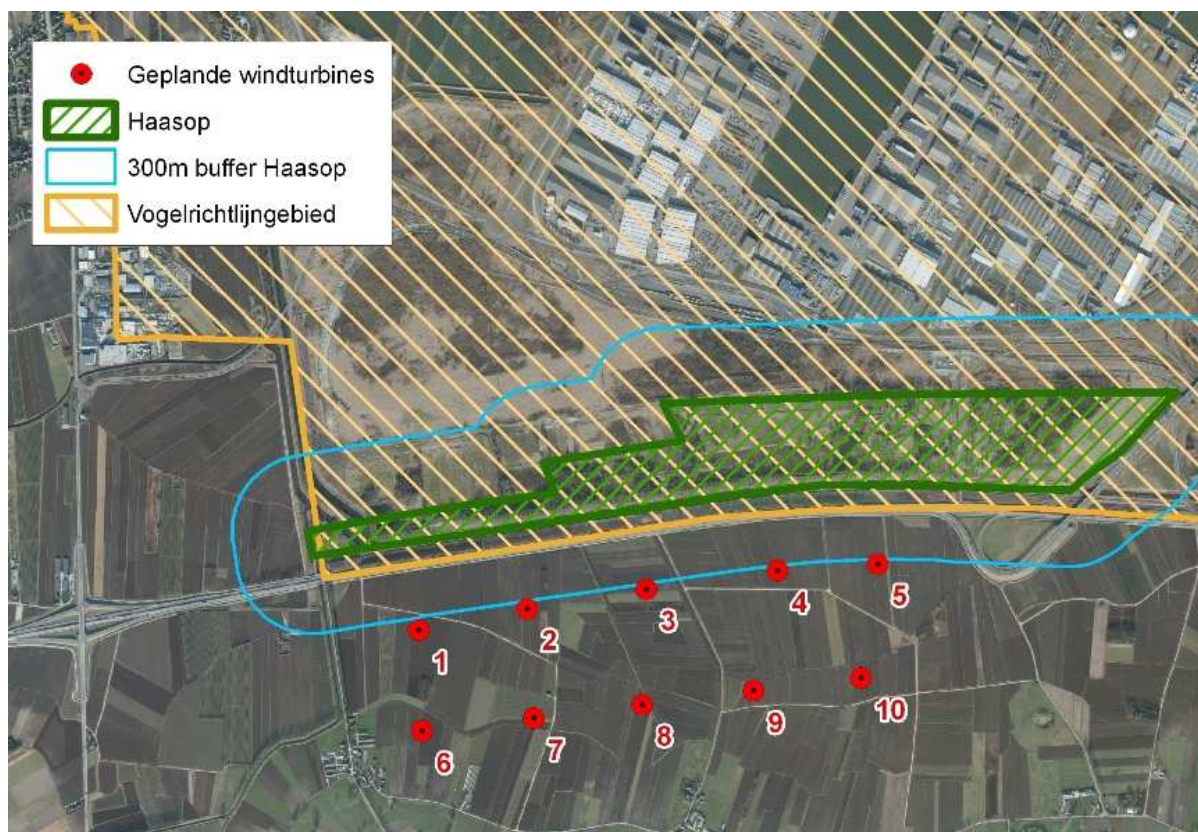 Geplande windturbines
Haasop
300m buffer Haasop
Vogelrichtlijngebied
1
2
3
4
5
6
7
8
9
10